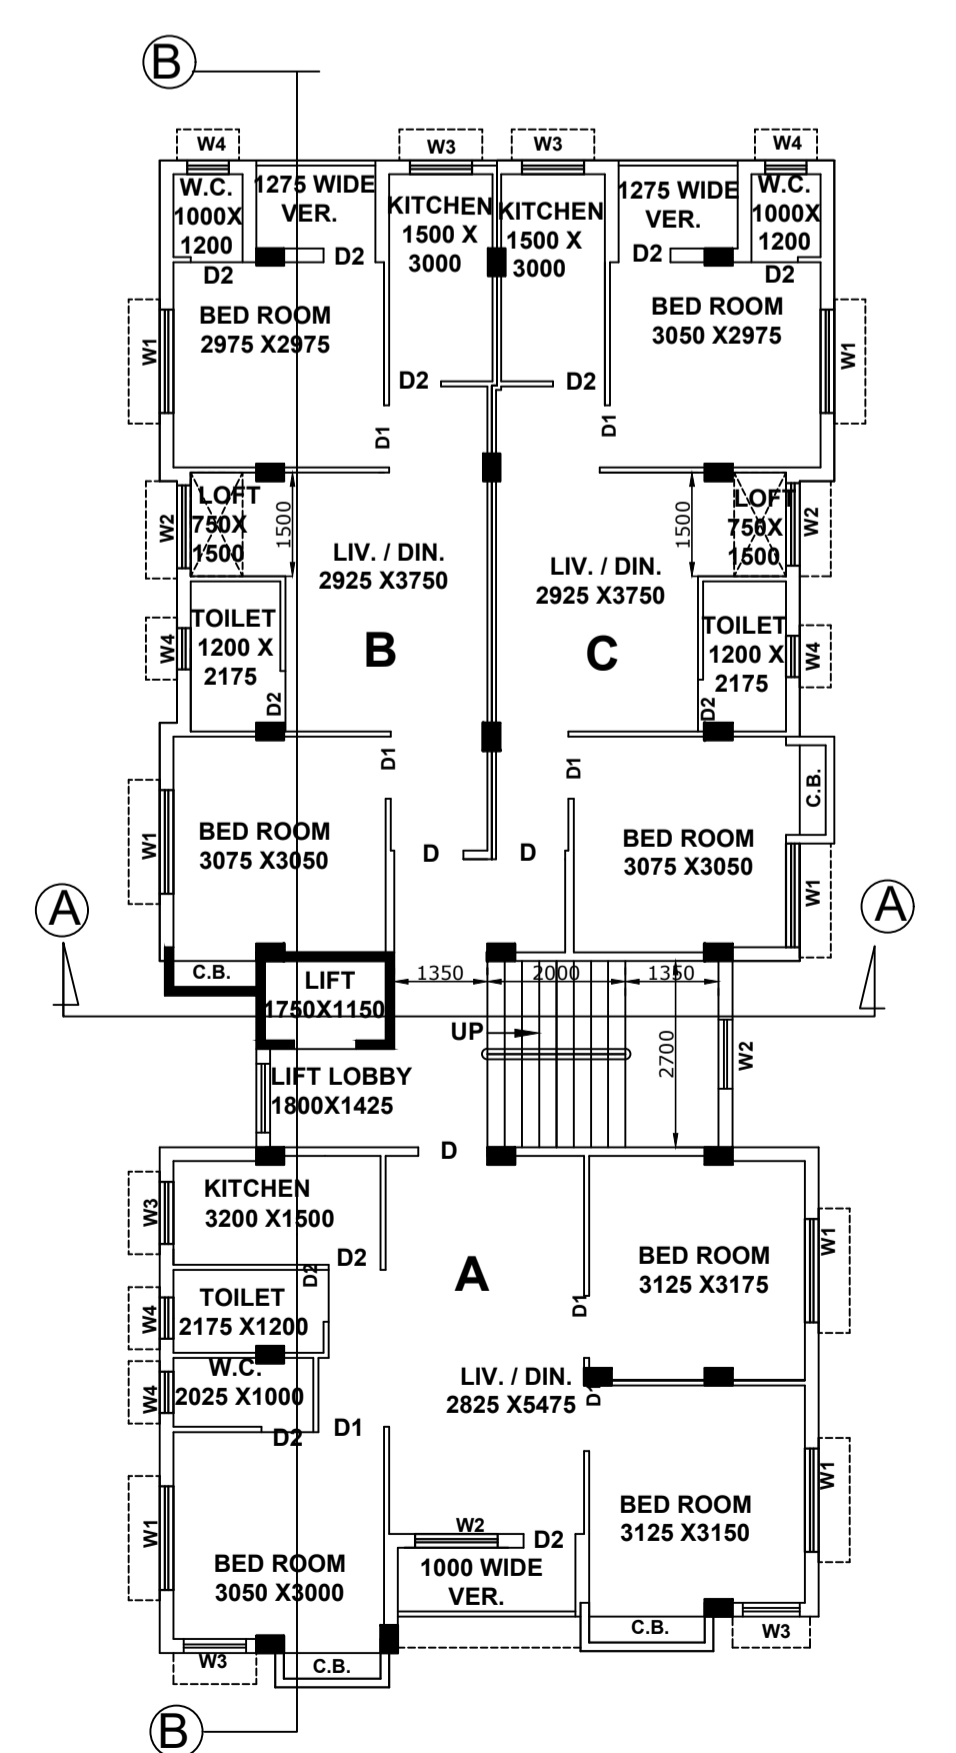 B
W4
W3
W3
W4
W.C.
1000X
1200
1275 WIDE
VER.
KITCHEN
1500 X
3000
KITCHEN
1500 X
3000
1275 WIDE
VER.
W.C.
1000X
1200
D2
D2
D2
D2
BED ROOM
2975 X2975
BED ROOM
3050 X2975
W1
W1
D2
D2
D1
D1
LOFT
750X
1500
1500
W2
LIV. / DIN.
2925 X3750
LIV. / DIN.
2925 X3750
1500
LOFT
750X
1500
W2
TOILET
1200 X
2175
W4
D2
B
C
TOILET
1200 X
2175
W4
D2
D1
D1
C.B.
BED ROOM
3075 X3050
W1
D
D
BED ROOM
3075 X3050
W1
A
A
C.B.
LIFT
1750X1150
1350
2000
1350
UP
2700
W2
LIFT LOBBY
1800X1425
D
KITCHEN
3200 X1500
W3
D2
D2
A
BED ROOM
3125 X3175
W1
D1
TOILET
2175 X1200
W4
W.C.
2025 X1000
W4
D2
D1
LIV. / DIN.
2825 X5475
D1
W1
BED ROOM
3125 X3150
W1
W2
D2
BED ROOM
3050 X3000
1000 WIDE
VER.
C.B.
W3
W3
C.B.
B